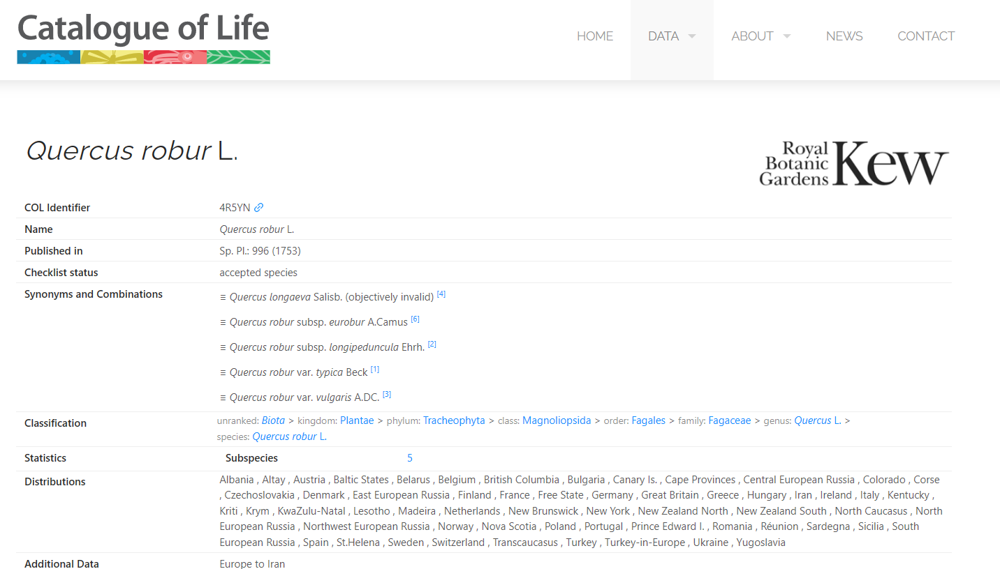 Catalogue of Life
HOME DATA ABOUT NEWS CONTACT
Quercus robur L.
Royal
Botanic
Gardens Kew
COL Identifier 4R5YN
Name Quercus robur L.
Published in Sp. Pl.: 996 (1753)
Checklist status accepted species
Synonyms and Combinations ≡ Quercus longaeva Salisb. (objectively invalid) [4]
≡ Quercus robur subsp. eurobur A.Camus [6]
≡ Quercus robur subsp. longipeduncula Ehrh. [2]
≡ Quercus robur var. typica Beck [1]
≡ Quercus robur var. vulgaris A.DC. [3]
Classification unranked: Biota > kingdom: Plantae > phylum: Tracheophyta > class: Magnoliopsida > order: Fagales > family: Fagaceae > genus: Quercus L. >
species: Quercus robur L.
Statistics Subspecies 5
Distributions Albania , Altay , Austria , Baltic States , Belarus , Belgium , British Columbia , Bulgaria , Canary Is. , Cape Provinces , Central European Russia , Colorado , Corse
, Czechoslovakia , Denmark , East European Russia , Finland , France , Free State , Germany , Great Britain , Greece , Hungary , Iran , Ireland , Italy , Kentucky ,
Kriti , Krym , KwaZulu-Natal , Lesotho , Madeira , Netherlands , New Brunswick , New York , New Zealand North , New Zealand South , North Caucasus , North
European Russia , Northwest European Russia , Norway , Nova Scotia , Poland , Portugal , Prince Edward I. , Romania , Réunion , Sardegna , Sicilia , South
European Russia , Spain , St.Helena , Sweden , Switzerland , Transcaucasus , Turkey , Turkey-in-Europe , Ukraine , Yugoslavia
Additional Data Europe to Iran